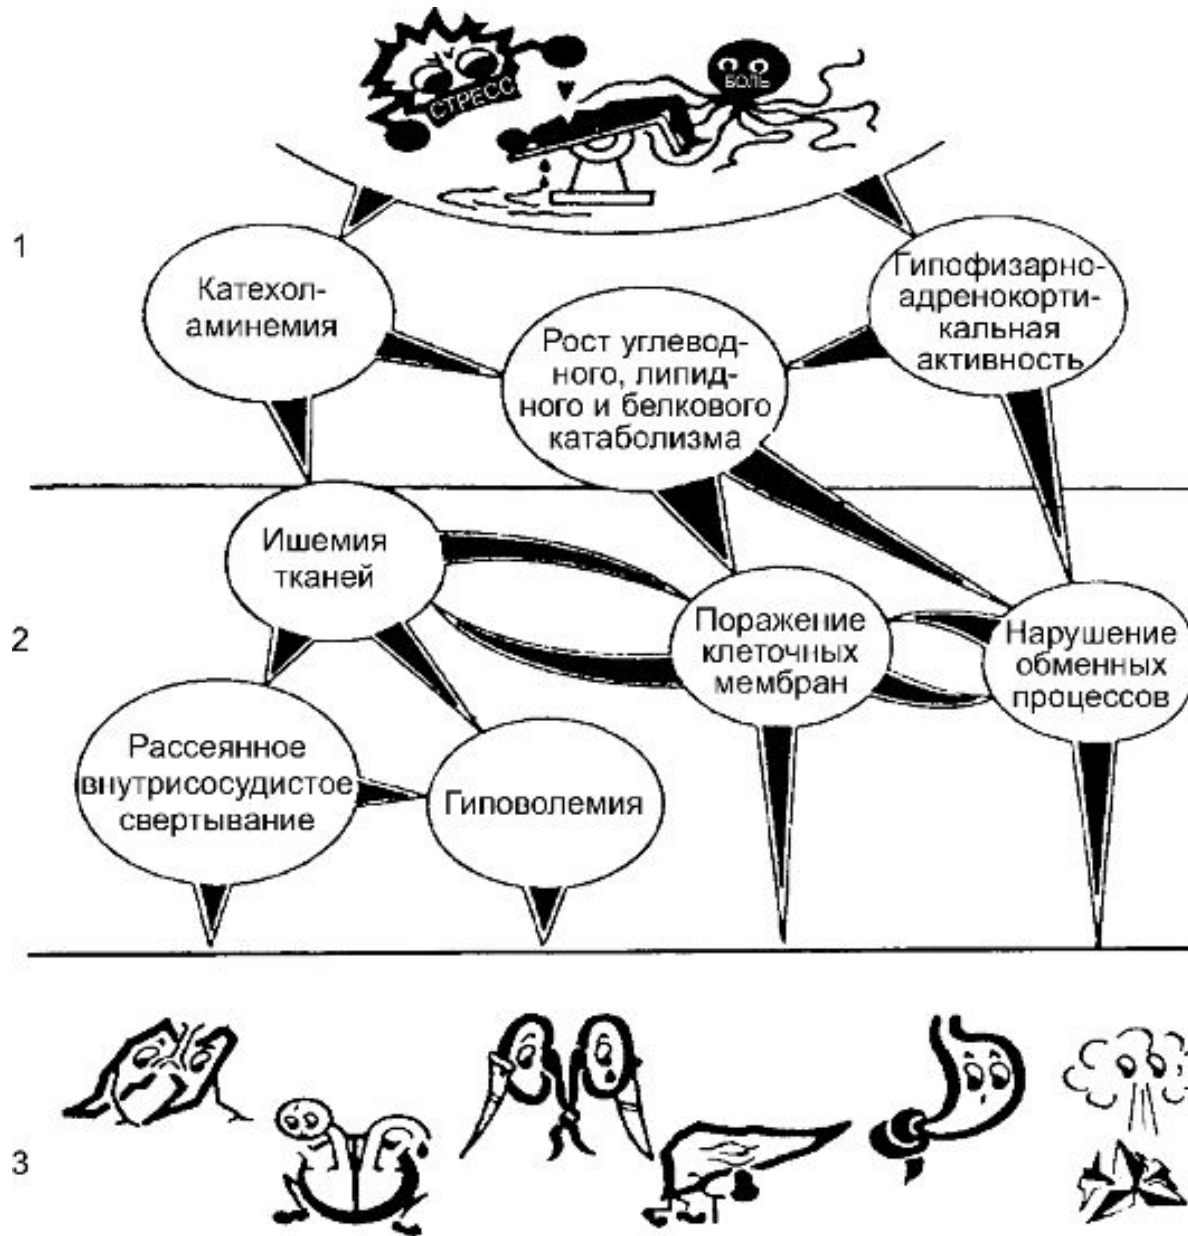 СТРЕСС
БОЛЬ
1
Катехол-
аминемия
Гипофизарно-
адренокорти-
кальная
активность
Рост углевод-
ного, липид-
ного и белкового
катаболизма
2
Ишемия
тканей
Поражение
клеточных
мембран
Нарушение
обменных
процессов
Рассеянное
внутрисосудистое
свертывание
Гиповолемия
3